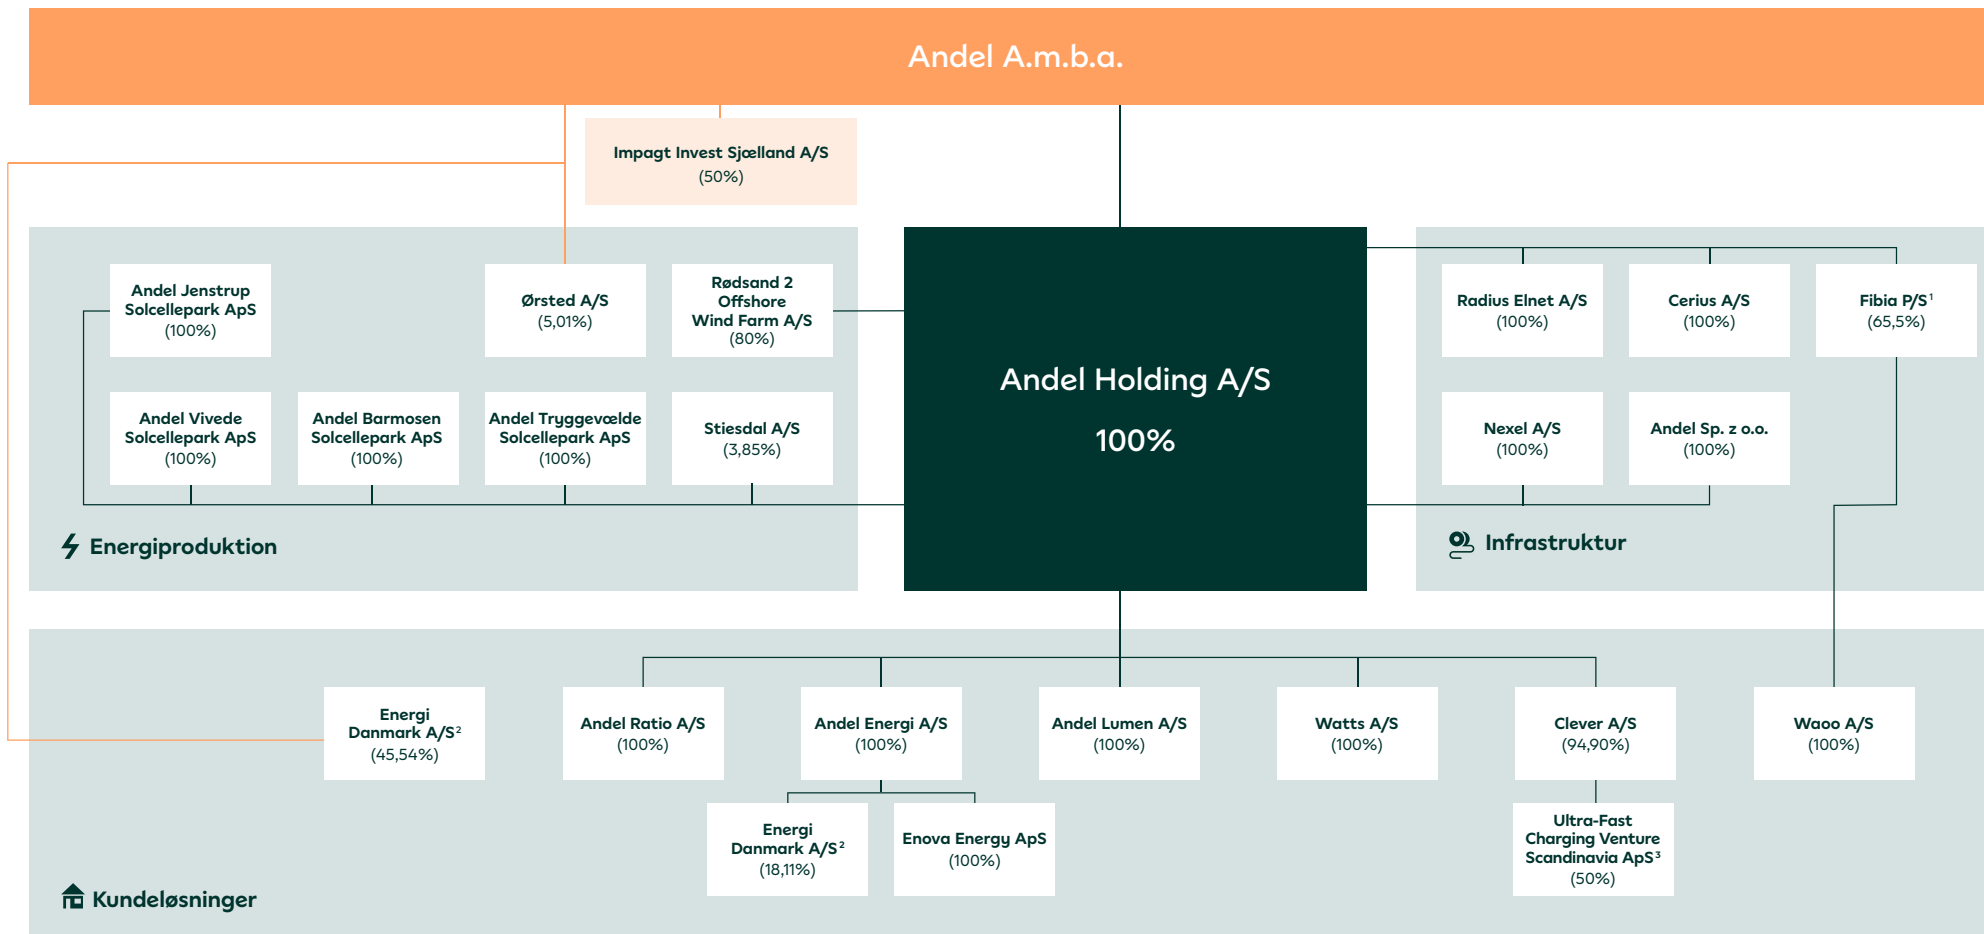 Andel A.m.b.a.
Impagt Invest Sjælland A/S
(50%)
Andel Jenstrup
Solcellepark ApS
(100%)
Ørsted A/S
(5,01%)
Rødsand 2
Offshore
Wind Farm A/S
(80%)
Andel Vivede
Solcellepark ApS
(100%)
Andel Barmosen
Solcellepark ApS
(100%)
Andel Tryggevælde
Solcellepark ApS
(100%)
Stiesdal A/S
(3,85%)
Energiproduktion
Andel Holding A/S
100%
Radius Elnet A/S
(100%)
Cerius A/S
(100%)
Fibia P/S¹
(65,5%)
Nexel A/S
(100%)
Andel Sp. z o.o.
(100%)
Infrastruktur
Energi
Danmark A/S²
(45,54%)
Andel Ratio A/S
(100%)
Andel Energi A/S
(100%)
Andel Lumen A/S
(100%)
Watts A/S
(100%)
Clever A/S
(94,90%)
Waoo A/S
(100%)
Energi
Danmark A/S²
(18,11%)
Enova Energy ApS
(100%)
Ultra-Fast
Charging Venture
Scandinavia ApS³
(50%)
Kundeløsninger